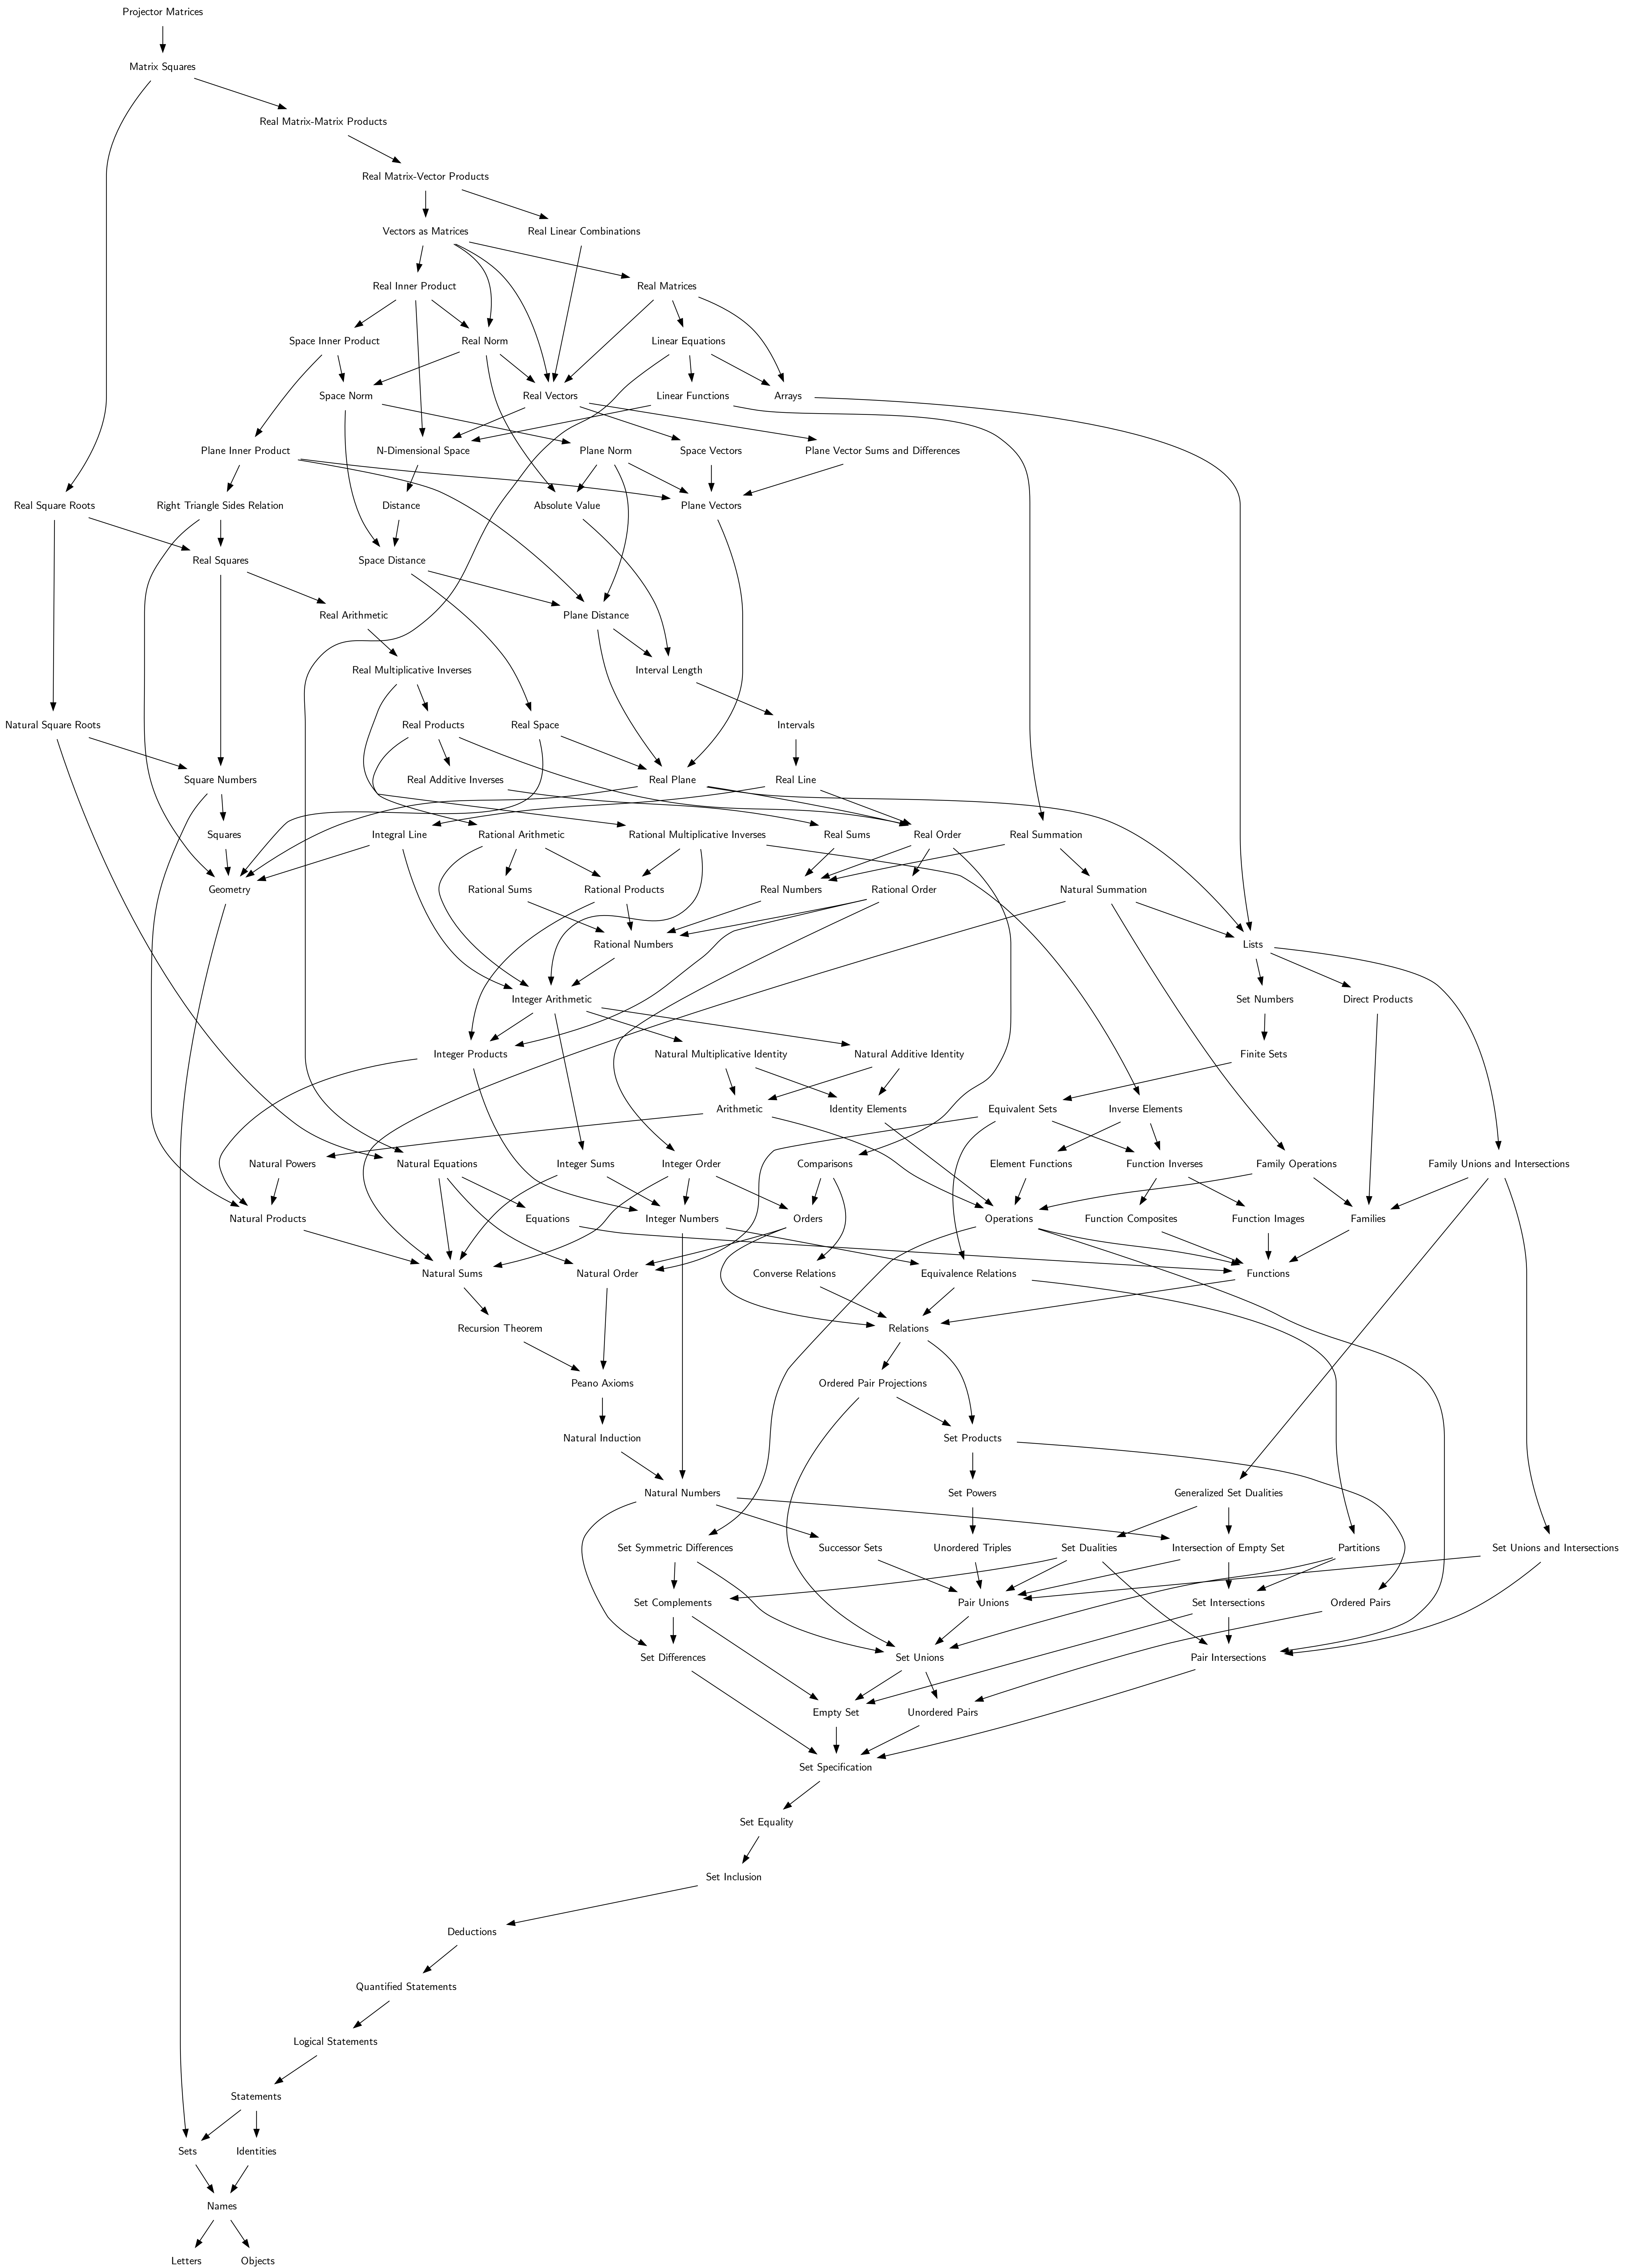 Projector Matrices
Matrix Squares
Real Matrix-Matrix Products
Real Matrix-Vector Products
Vectors as Matrices
Real Linear Combinations
Real Inner Product
Real Matrices
Space Inner Product
Real Norm
Linear Equations
Space Norm
Real Vectors
Linear Functions
Arrays
Plane Inner Product
N-Dimensional Space
Plane Norm
Space Vectors
Plane Vector Sums and Differences
Real Square Roots
Right Triangle Sides Relation
Distance
Absolute Value
Plane Vectors
Real Squares
Space Distance
Real Arithmetic
Plane Distance
Real Multiplicative Inverses
Interval Length
Natural Square Roots
Real Products
Real Space
Intervals
Square Numbers
Real Additive Inverses
Real Plane
Real Line
Squares
Integral Line
Rational Arithmetic
Rational Multiplicative Inverses
Real Sums
Real Order
Real Summation
Geometry
Rational Sums
Rational Products
Real Numbers
Rational Order
Natural Summation
Rational Numbers
Lists
Integer Arithmetic
Set Numbers
Direct Products
Integer Products
Natural Multiplicative Identity
Natural Additive Identity
Finite Sets
Arithmetic
Identity Elements
Equivalent Sets
Inverse Elements
Natural Powers
Natural Equations
Integer Sums
Integer Order
Comparisons
Element Functions
Function Inverses
Family Operations
Family Unions and Intersections
Natural Products
Equations
Integer Numbers
Orders
Operations
Function Composites
Function Images
Families
Natural Sums
Natural Order
Converse Relations
Equivalence Relations
Functions
Recursion Theorem
Relations
Peano Axioms
Ordered Pair Projections
Natural Induction
Set Products
Natural Numbers
Set Powers
Generalized Set Dualities
Set Symmetric Differences
Successor Sets
Unordered Triples
Set Dualities
Intersection of Empty Set
Partitions
Set Unions and Intersections
Set Complements
Pair Unions
Set Intersections
Ordered Pairs
Set Differences
Set Unions
Pair Intersections
Empty Set
Unordered Pairs
Set Specification
Set Equality
Set Inclusion
Deductions
Quantified Statements
Logical Statements
Statements
Sets
Identities
Names
Letters
Objects